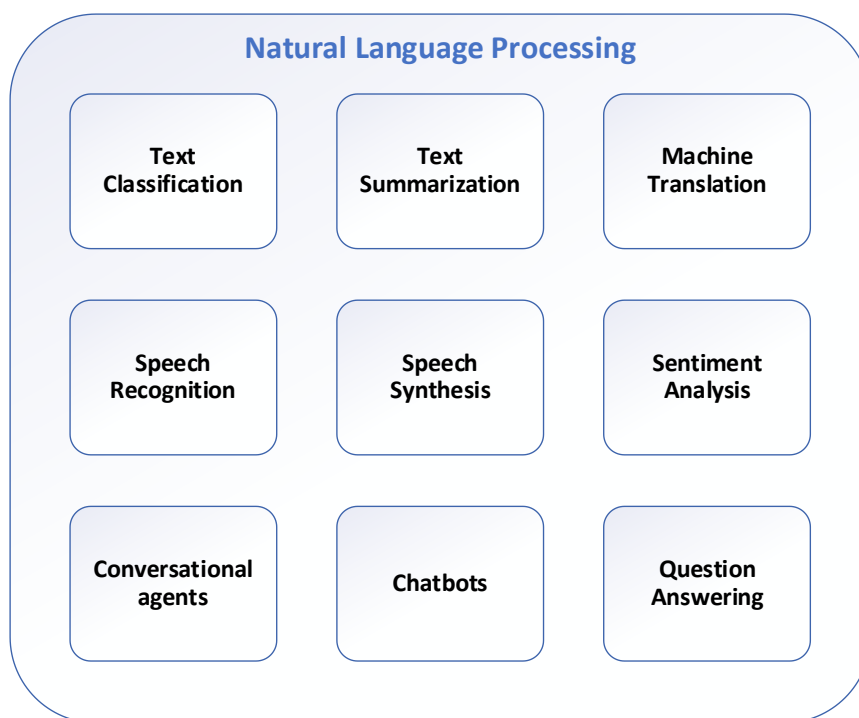 Natural Language Processing
Text
Classification
Text
Summarization
Machine
Translation
Speech
Recognition
Speech
Synthesis
Sentiment
Analysis
Conversational
agents
Chatbots
Question
Answering